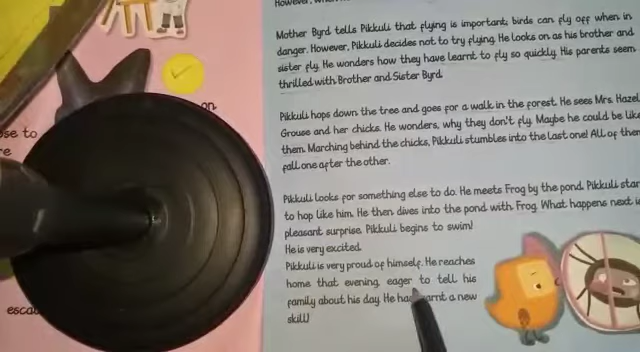 However, when
Mother Byrd tells Pikkuli that flying is important; birds can fly off when in
danger. However, Pikkuli decides not to try flying. He looks on as his brother and
sister fly. He wonders how they have learnt to fly so quickly. His parents seem
thrilled with Brother and Sister Byrd.
Pikkuli hops down the tree and goes for a walk in the forest. He sees Mrs. Hazel
Grouse and her chicks. He wonders, why they don't fly. Maybe he could be like
them. Marching behind the chicks, Pikkuli stumbles into the last one! All of them
fall one after the other.
Pikkuli looks for something else to do. He meets Frog by the pond. Pikkuli
to hop like him. He then dives into the pond with Frog. What happens next
pleasant surprise. Pikkuli begins to swim!
He is very excited.
Pikkuli is very proud of himself. He reaches
home that evening, eager to tell his
family about his day. He a new
skill!
on
to